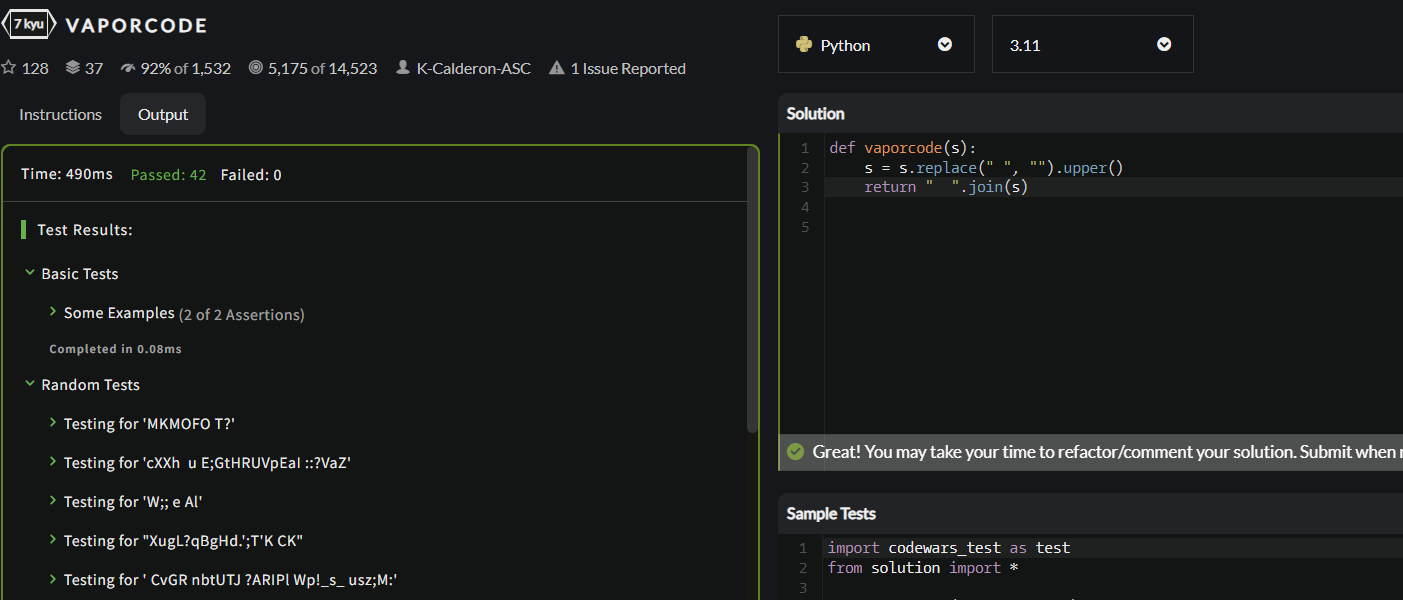 7 kyu VAPORCODE
128 37 92% of 1,532 5,175 of 14,523 K-Calderon-ASC 1 Issue Reported
Instructions Output
Time: 490ms Passed: 42 Failed: 0
Test Results:
Basic Tests
Some Examples (2 of 2 Assertions)
Completed in 0.08ms
Random Tests
Testing for 'MKMOFO T?'
Testing for 'cXXh  u E;GtHRUVpEaI ::?VaZ'
Testing for 'W;; e Al'
Testing for "XugL?qBgHd.';T'K CK"
Testing for ' CvGR nbtUTJ ?ARIPl Wp!_s_ usz;M:'
Python 3.11
Solution
1 def vaporcode(s):
2     s = s.replace(" ", "").upper()
3     return "  ".join(s)
4
5
Great! You may take your time to refactor/comment your solution. Submit when
Sample Tests
1 import codewars_test as test
2 from solution import *
3